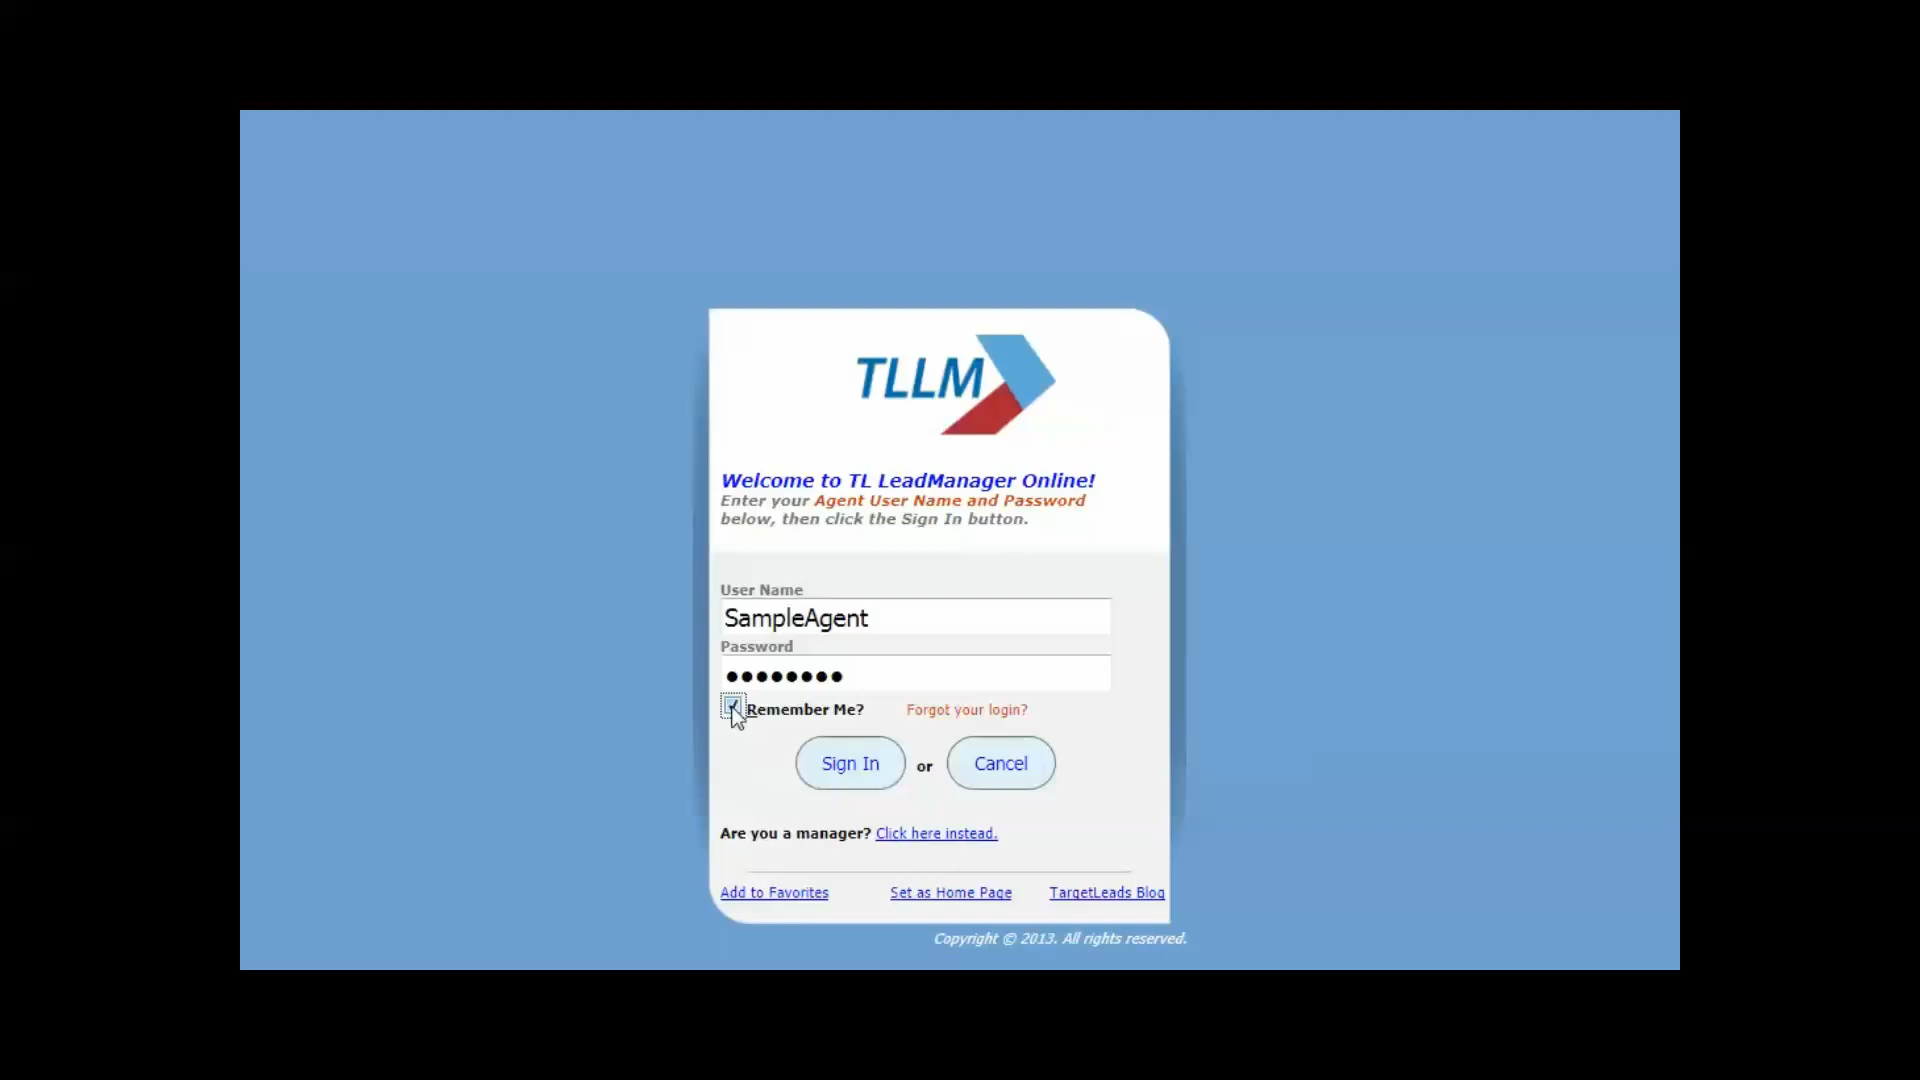 TLLM
Welcome to TL LeadManager Online!
Enter your Agent User Name and Password
below, then click the Sign In button.
User Name
SampleAgent
Password
●●●●●●●●
Remember Me? Forgot your login?
Sign In or Cancel
Are you a manager? Click here instead.
Add to Favorites Set as Home Page TargetLeads Blog
Copyright © 2013. All rights reserved.